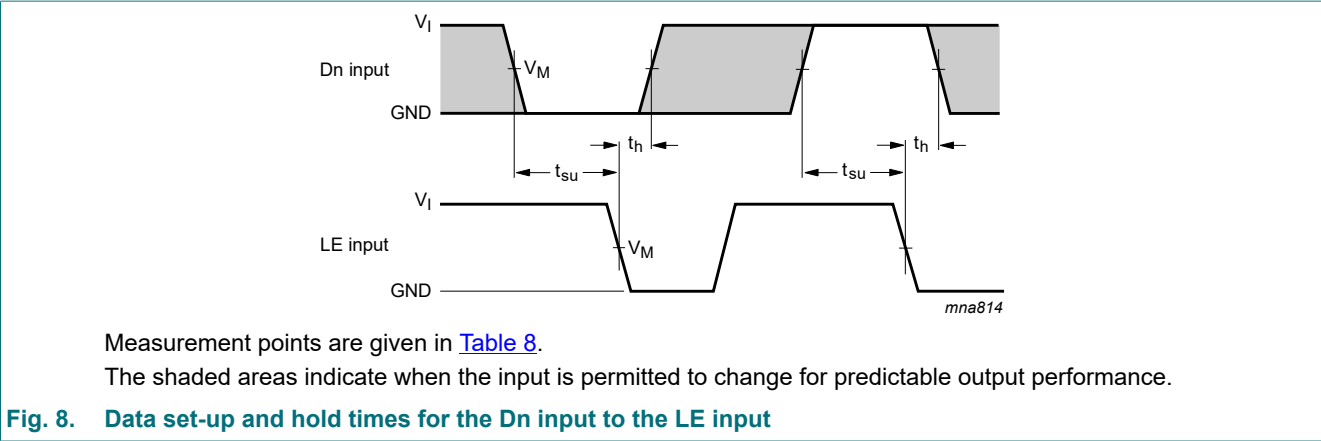 V_I
Dn input
V_M
GND
t_h
t_h
t_su
t_su
V_I
LE input
V_M
GND
mna814
Measurement points are given in Table 8.
The shaded areas indicate when the input is permitted to change for predictable output performance.
Fig. 8. Data set-up and hold times for the Dn input to the LE input